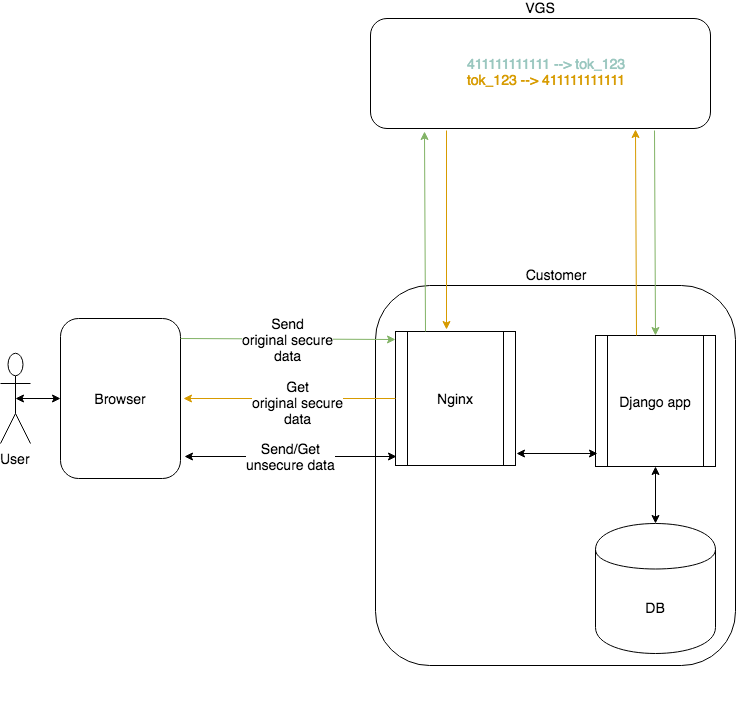 VGS
411111111111 --> tok_123
tok_123 --> 411111111111
Customer
Send
original secure
data
Get
original secure
data
Send/Get
unsecure data
User
Browser
Nginx
Django app
DB